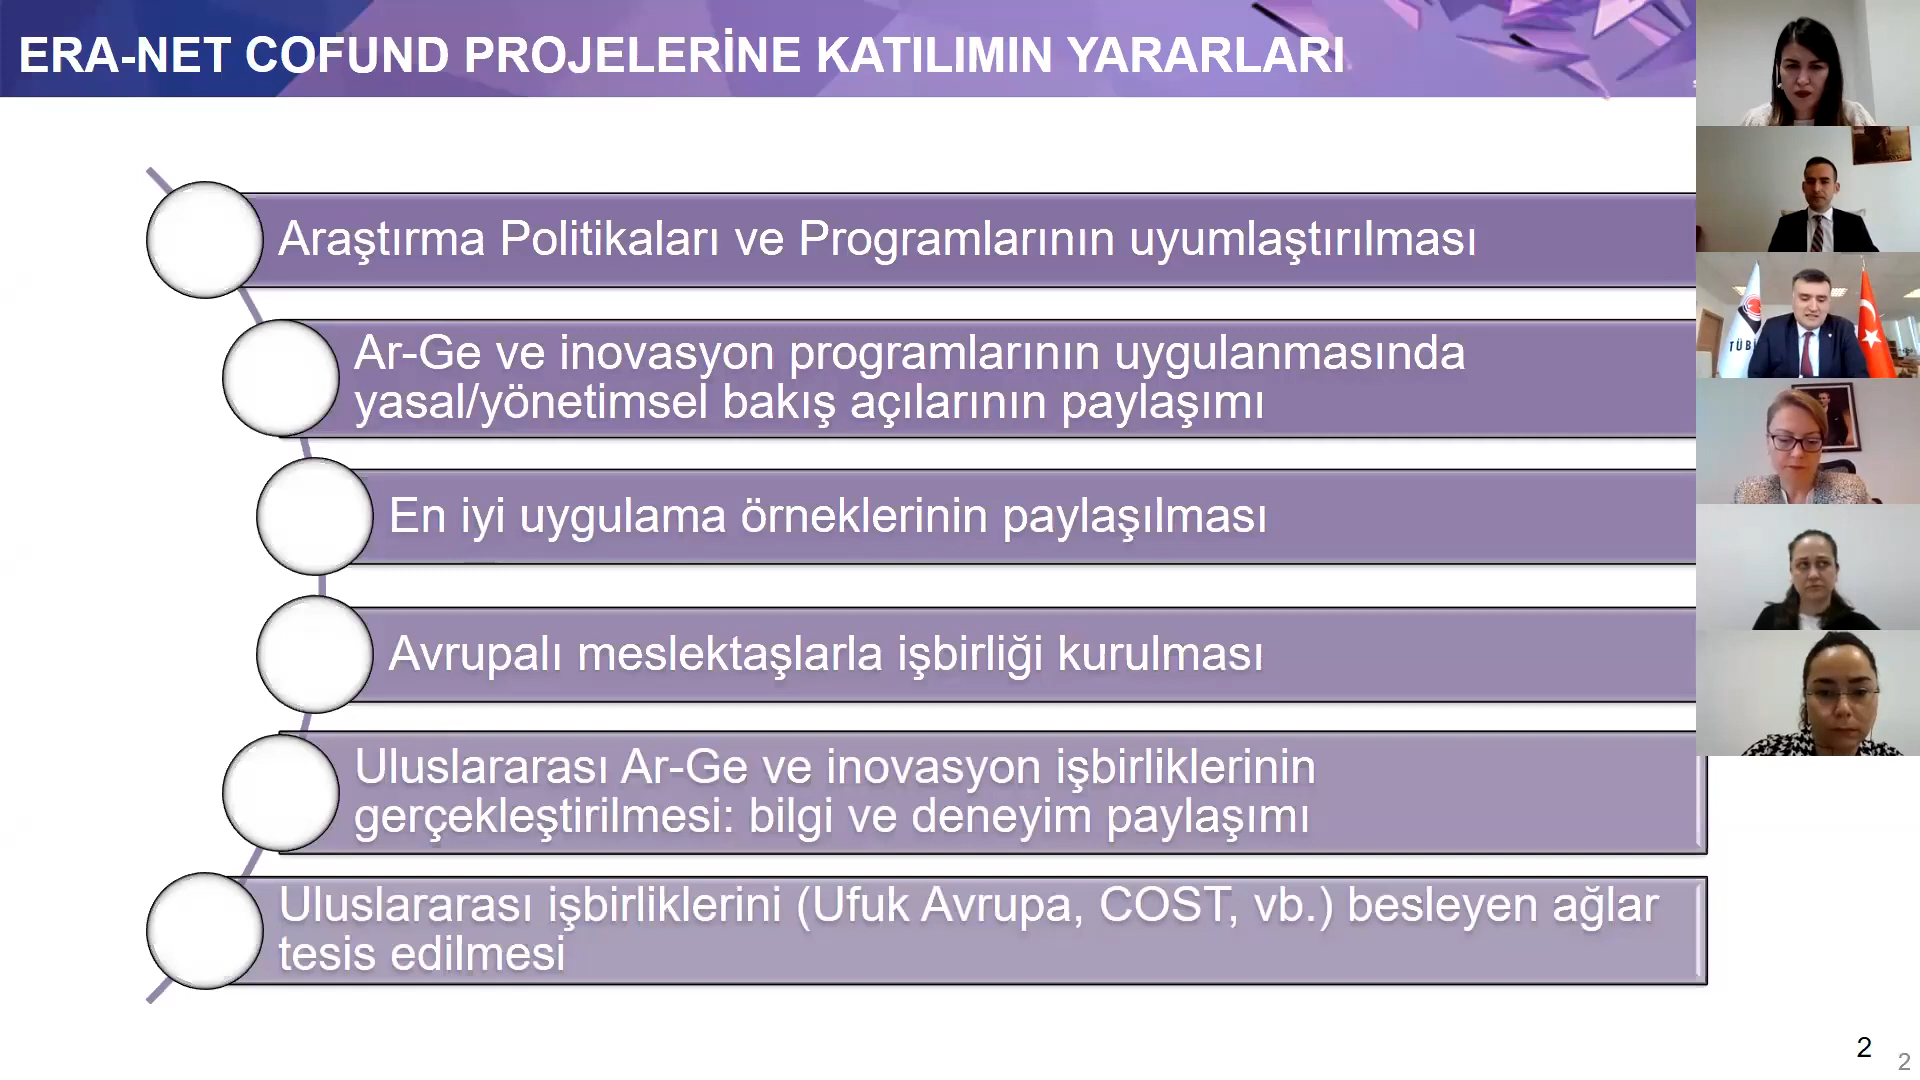 ERA-NET COFUND PROJELERİNE KATILIMIN YARARLARI
Araştırma Politikaları ve Programlarının uyumlaştırılması
Ar-Ge ve inovasyon programlarının uygulanmasında
yasal/yönetimsel bakış açılarının paylaşımı
En iyi uygulama örneklerinin paylaşılması
Avrupalı meslektaşlarla işbirliği kurulması
Uluslararası Ar-Ge ve inovasyon işbirliklerinin
gerçekleştirilmesi: bilgi ve deneyim paylaşımı
Uluslararası işbirliklerini (Ufuk Avrupa, COST, vb.) besleyen ağlar
tesis edilmesi
TÜBİ
2
2